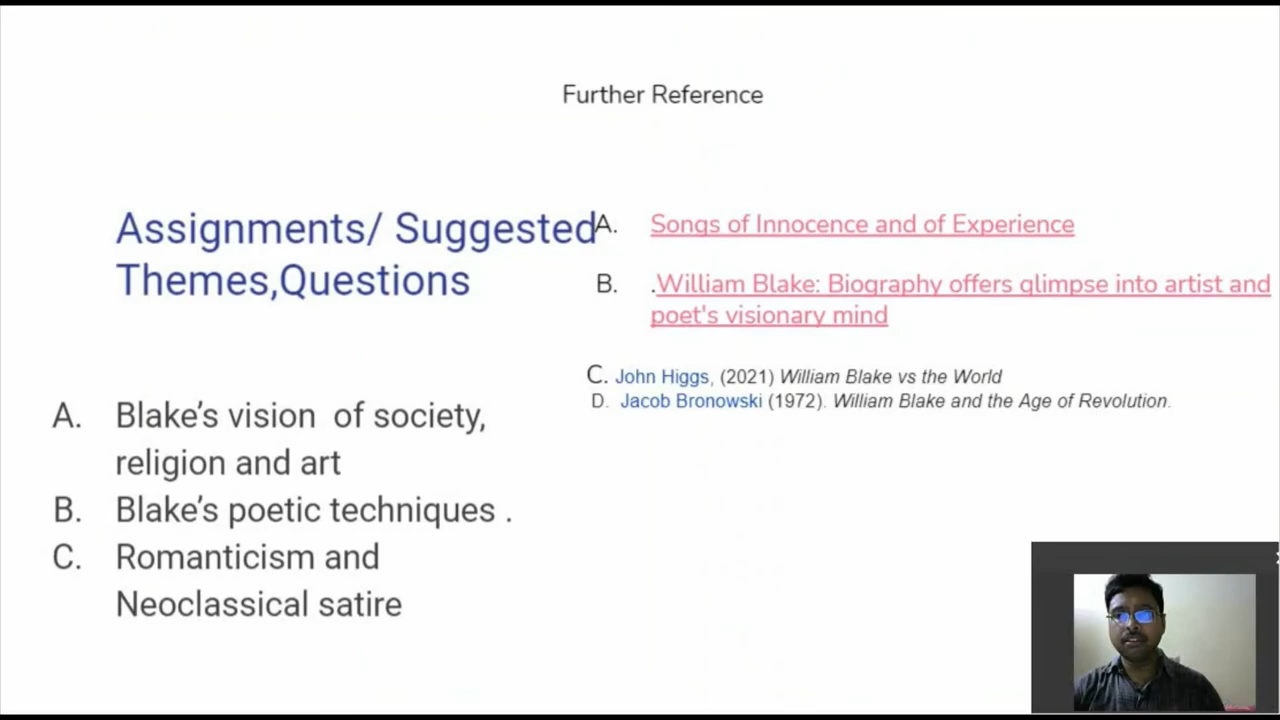 Further Reference
Assignments/ Suggested
Themes,Questions
A. Blake's vision of society,
religion and art
B. Blake's poetic techniques .
C. Romanticism and
Neoclassical satire
A. Songs of Innocence and of Experience
B. .William Blake: Biography offers glimpse into artist and
poet's visionary mind
C. John Higgs, (2021) William Blake vs the World
D. Jacob Bronowski (1972). William Blake and the Age of Revolution.